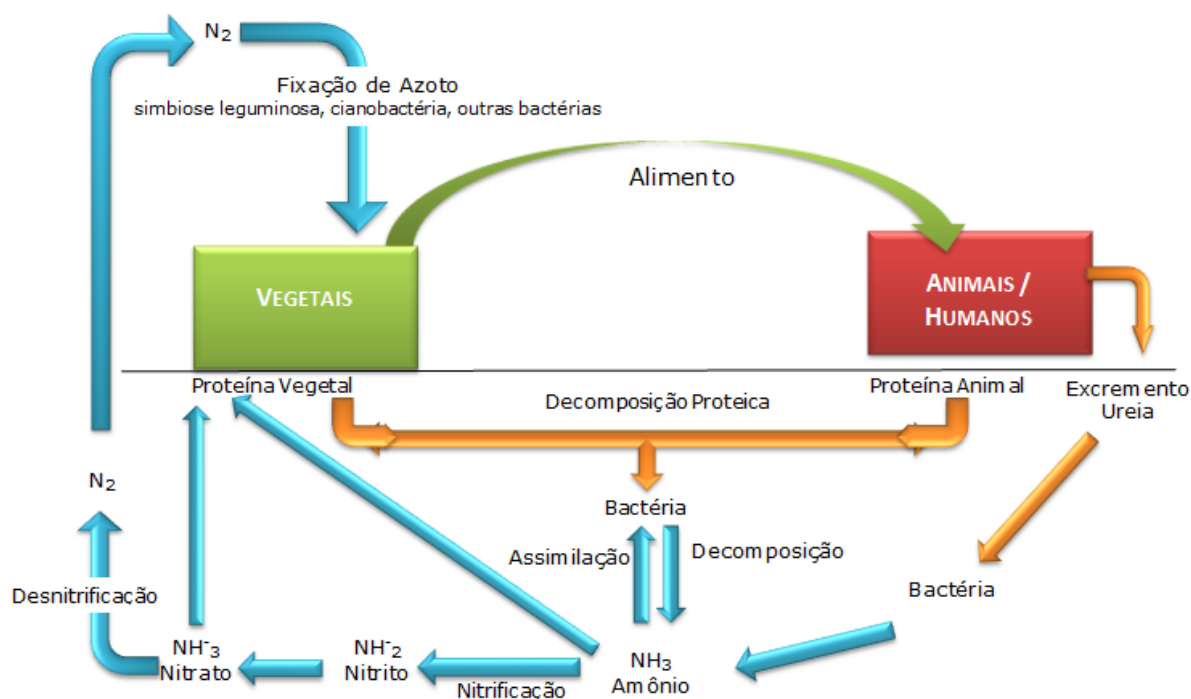 N₂
Fixação de Azoto
simbiose leguminosa, cianobactéria, outras bactérias
Alimento
VEGETAIS
ANIMAIS /
HUMANOS
Proteína Vegetal
Decomposição Proteica
Proteína Animal
Excremento
Ureia
N₂
Bactéria
Assimilação
Decomposição
Bactéria
Desnitrificação
NH⁻₃
Nitrato
NH⁻₂
Nitrito
Nitrificação
NH₃
Amônio